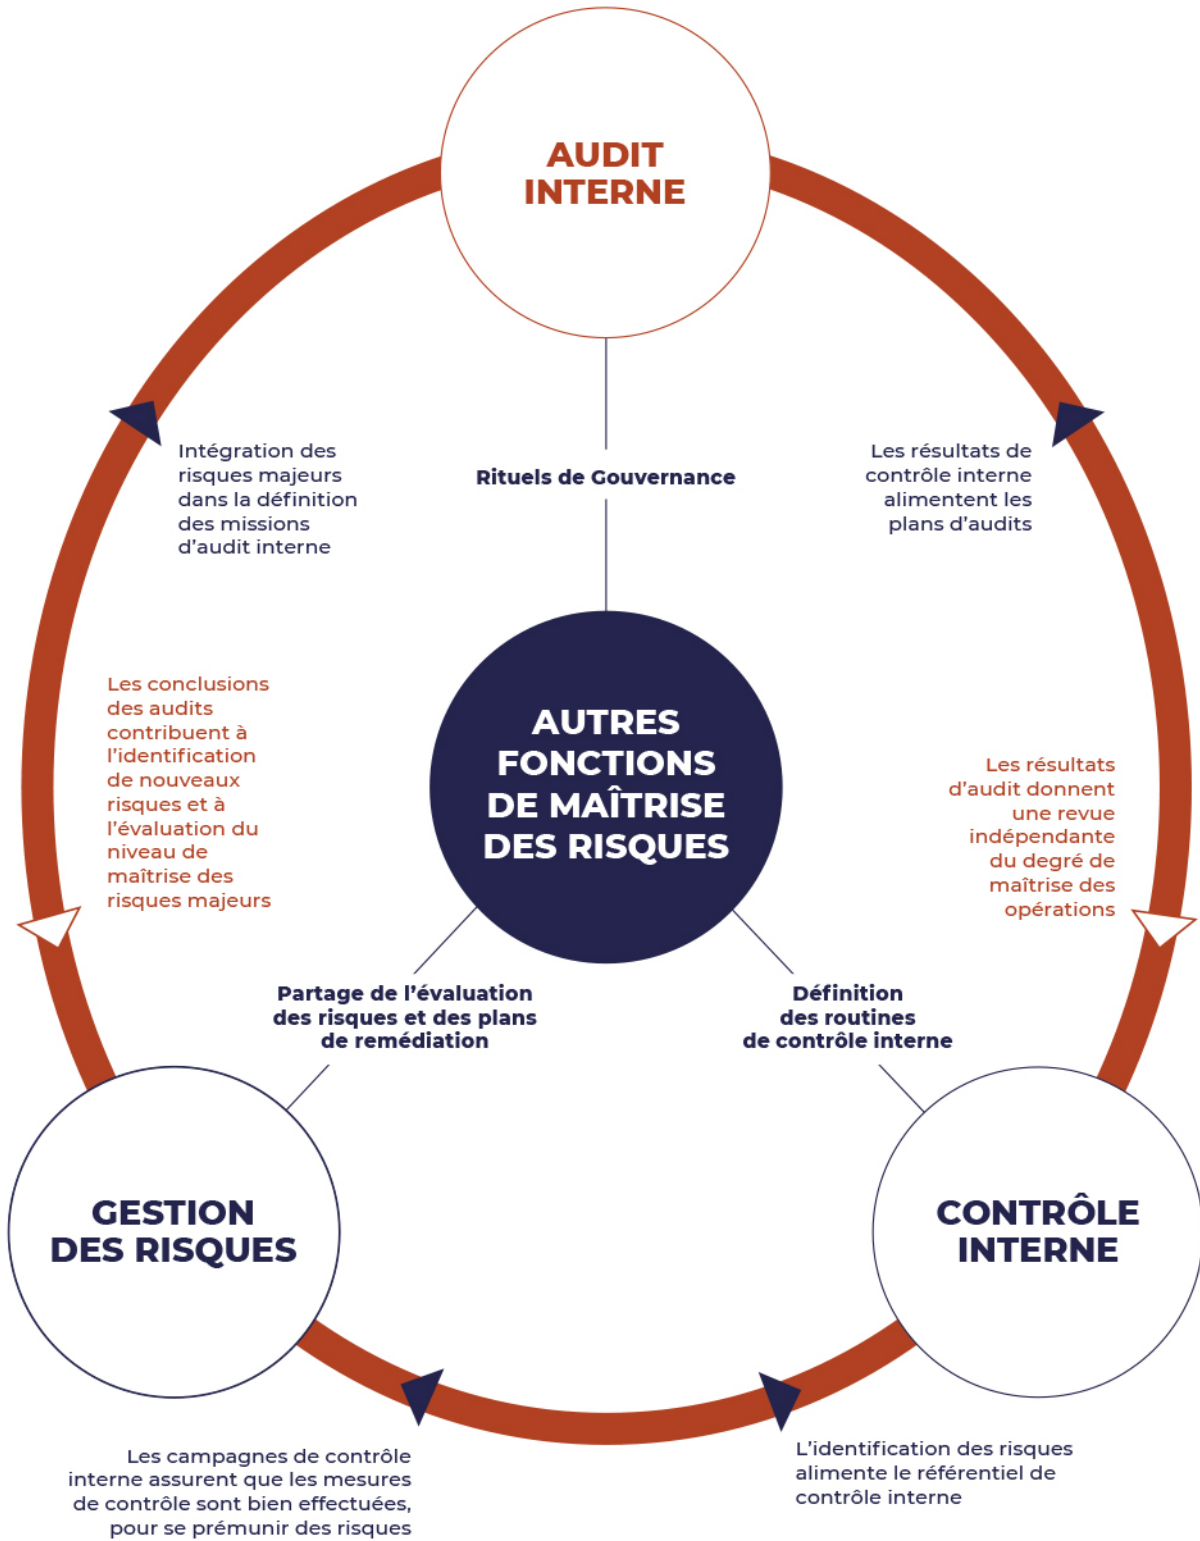 AUDIT
INTERNE
Intégration des
risques majeurs
dans la définition
des missions
d'audit interne
Rituels de Gouvernance
Les résultats de
contrôle interne
alimentent les
plans d'audits
Les conclusions
des audits
contribuent à
l'identification
de nouveaux
risques et à
l'évaluation du
niveau de
maîtrise des
risques majeurs
AUTRES
FONCTIONS
DE MAÎTRISE
DES RISQUES
Les résultats
d'audit donnent
une revue
indépendante
du degré de
maîtrise des
opérations
Partage de l'évaluation
des risques et des plans
de remédiation
Définition
des routines
de contrôle interne
GESTION
DES RISQUES
CONTRÔLE
INTERNE
Les campagnes de contrôle
interne assurent que les mesures
de contrôle sont bien effectuées,
pour se prémunir des risques
L'identification des risques
alimente le référentiel de
contrôle interne